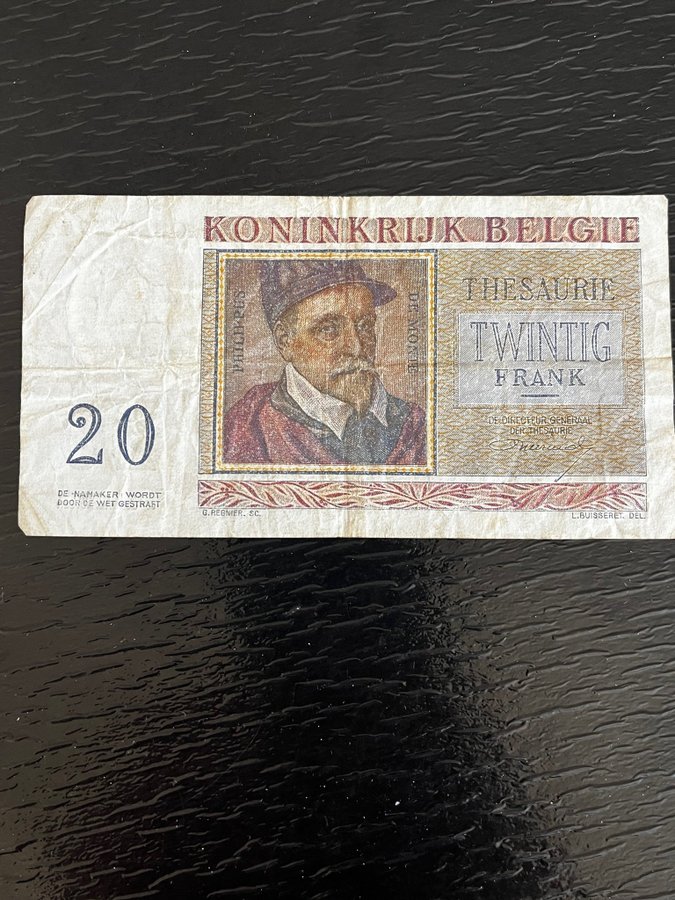 KONINKRIJK BELGIE
PHILIPPUS
DE MONTE
THESAURIE
TWINTIG
FRANK
DE DIRECTEUR GENERAAL
DER THESAURIE
20
DE NAMAKER WORDT
DOOR DE WET GESTRAFT
G. REGNIER. SC.
L. BUISSERET. DEL.